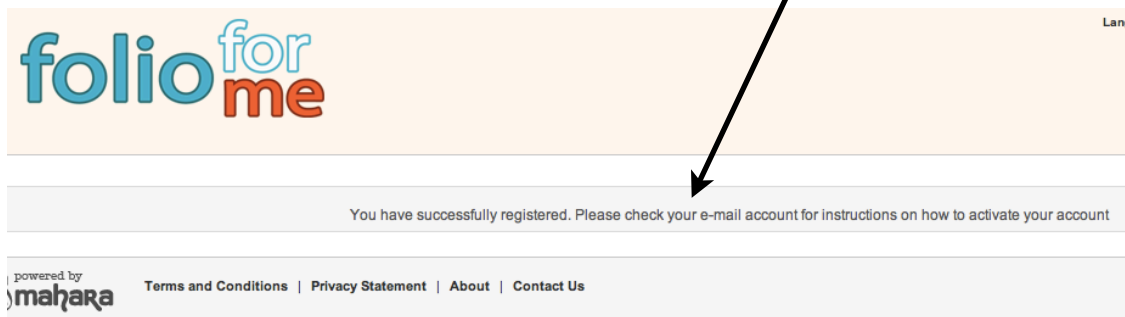 folio for me
Lan
You have successfully registered. Please check your e-mail account for instructions on how to activate your account
powered by
mahara
Terms and Conditions | Privacy Statement | About | Contact Us